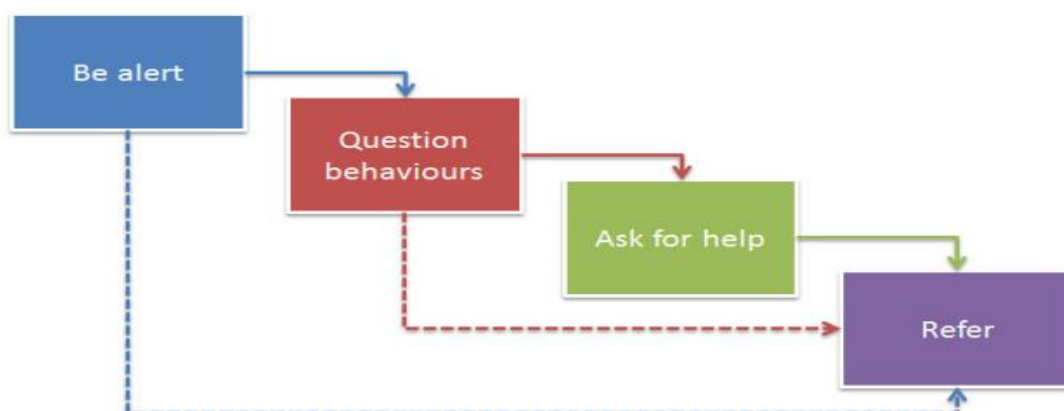 Be alert
Question
behaviours
Ask for help
Refer